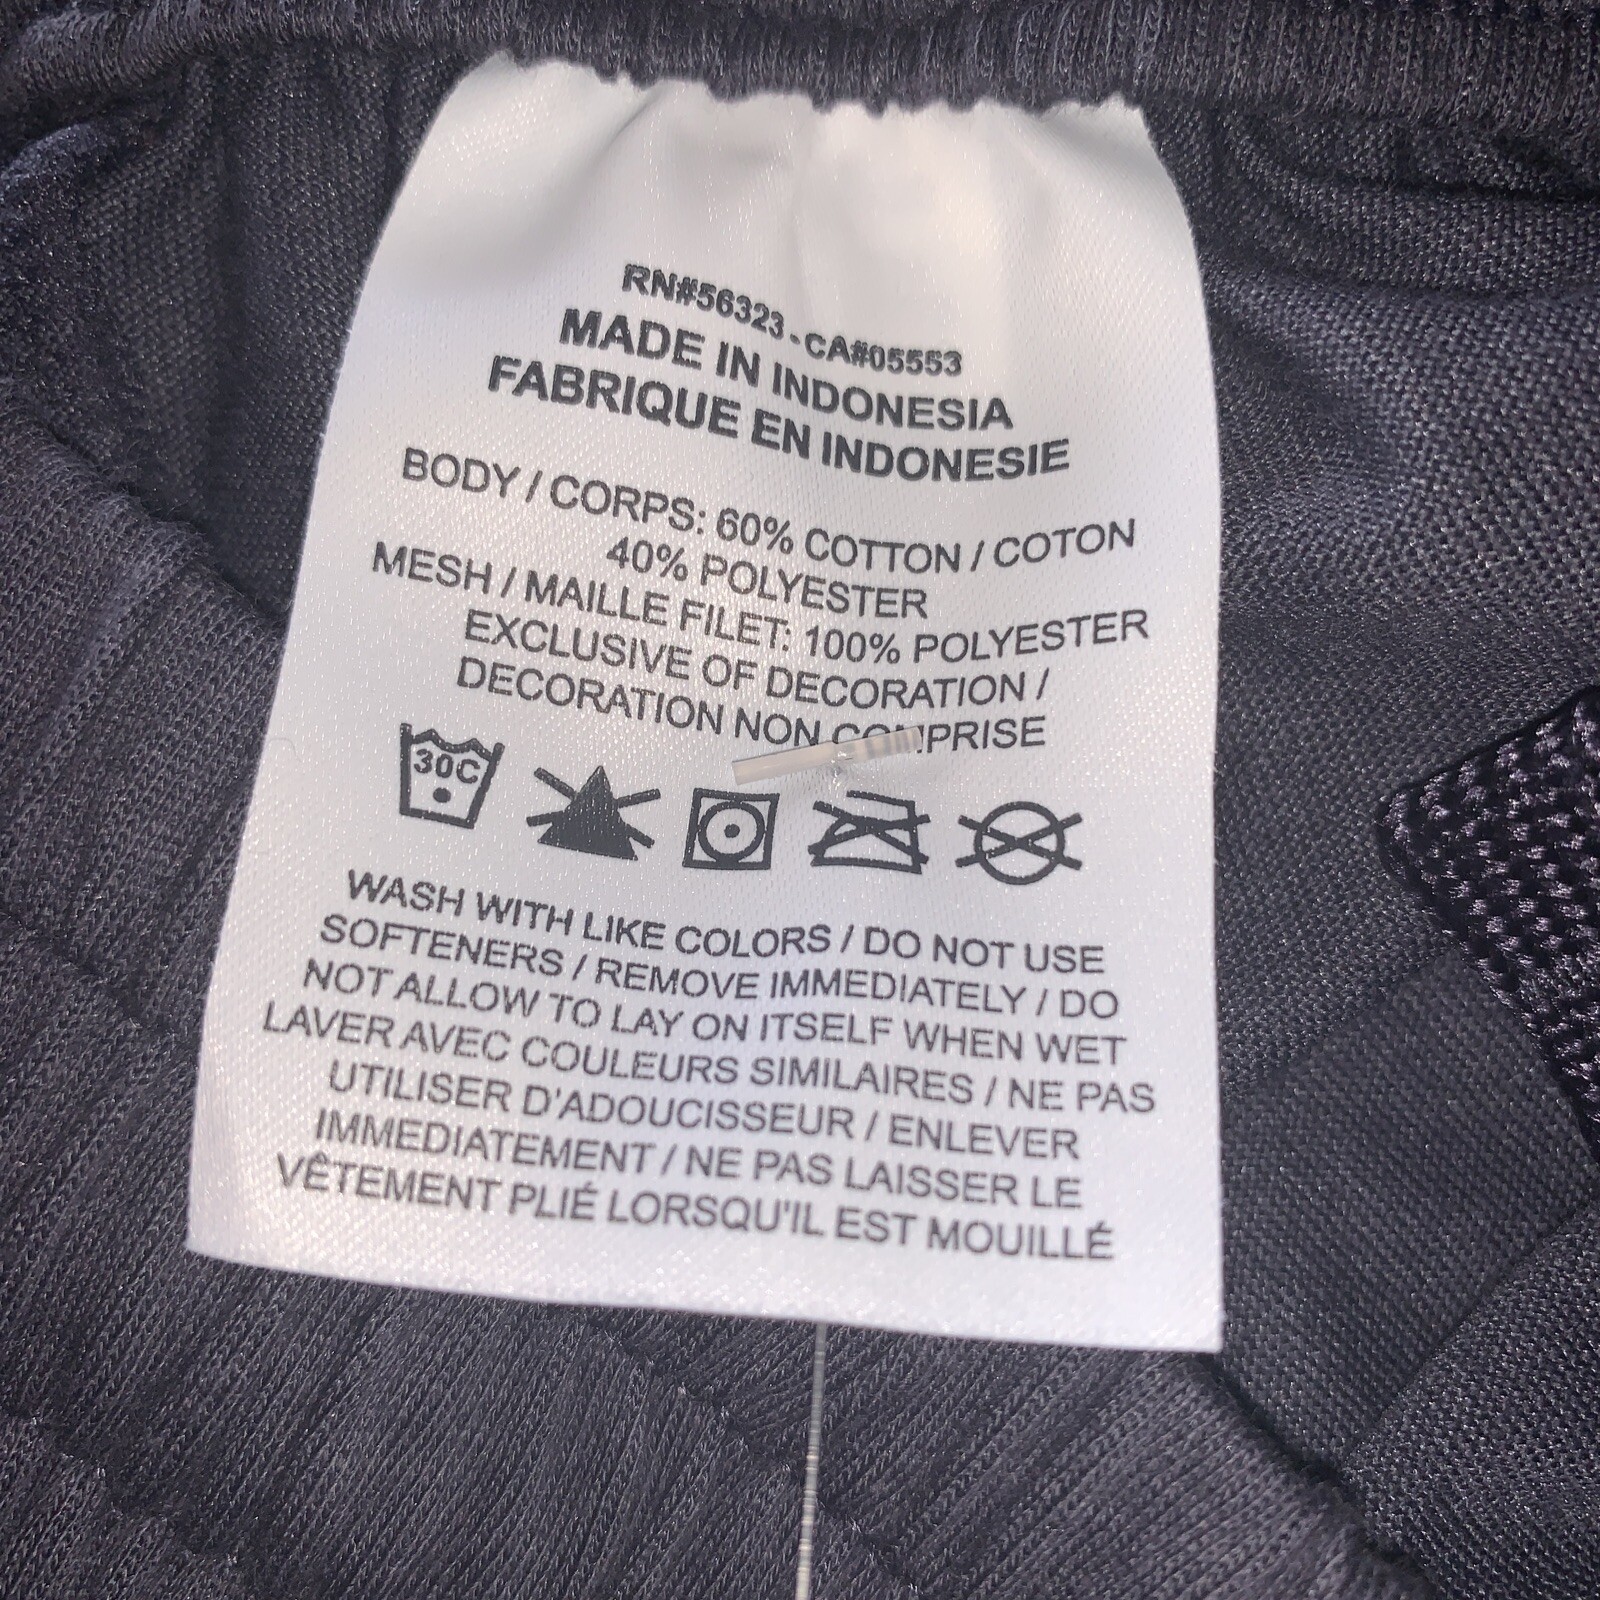 RN#56323 - CA#05553
MADE IN INDONESIA
FABRIQUE EN INDONESIE
BODY / CORPS: 60% COTTON / COTON
40% POLYESTER
MESH / MAILLE FILET: 100% POLYESTER
EXCLUSIVE OF DECORATION /
DECORATION NON COMPRISE
30C
WASH WITH LIKE COLORS / DO NOT USE
SOFTENERS / REMOVE IMMEDIATELY / DO
NOT ALLOW TO LAY ON ITSELF WHEN WET
LAVER AVEC COULEURS SIMILAIRES / NE PAS
UTILISER D'ADOUCISSEUR / ENLEVER
IMMEDIATEMENT / NE PAS LAISSER LE
VÊTEMENT PLIÉ LORSQU'IL EST MOUILLÉ